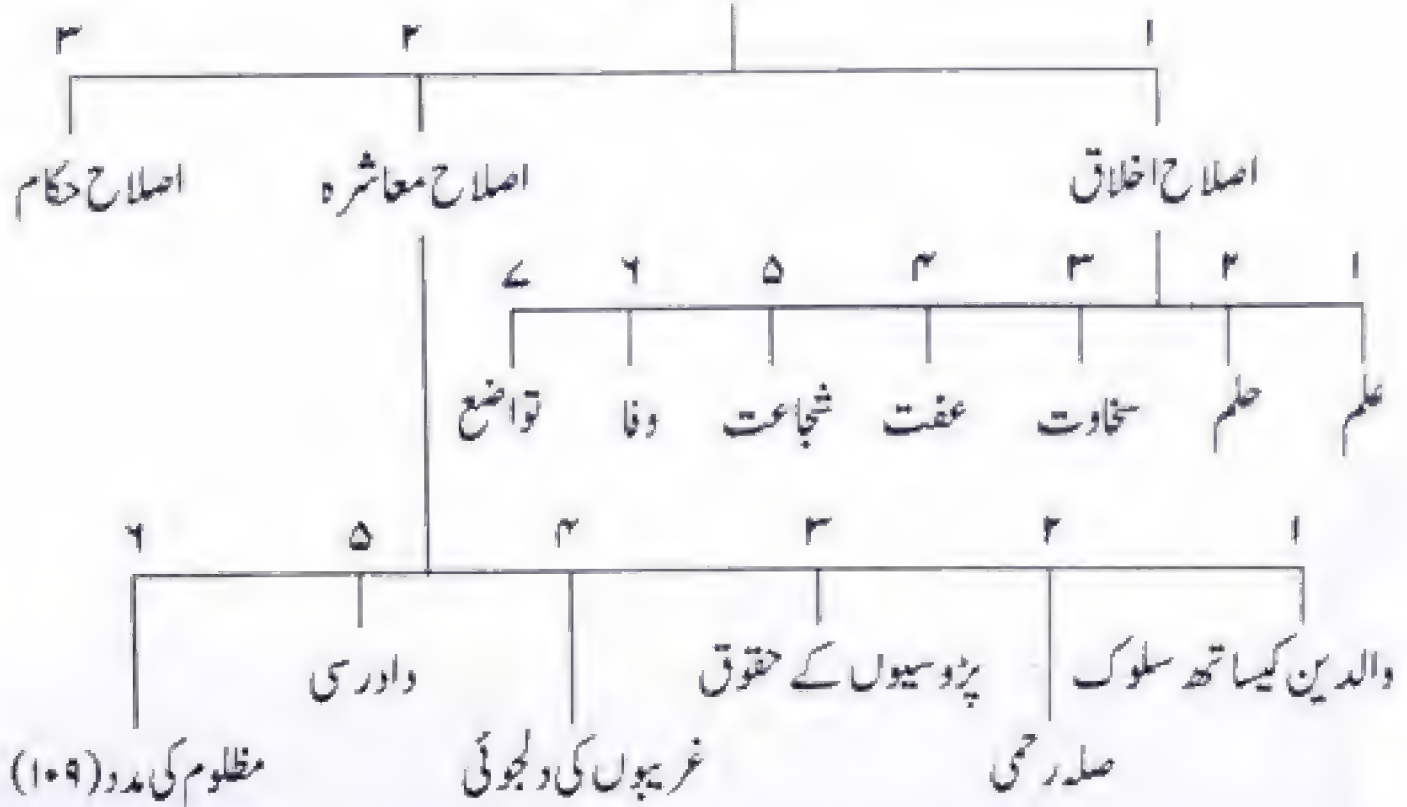 ۱ ۲ ۳
اصلاح اخلاق اصلاح معاشرہ اصلاح حکام
۱ ۲ ۳ ۴ ۵ ۶ ۷
علم حلم سخاوت عفت شجاعت وفا تواضع
۱ ۲ ۳ ۴ ۵ ۶
والدین کیساتھ سلوک پڑوسیوں کے حقوق دادرسی
صلہ رحمی غریبوں کی دلجوئی مظلوم کی مدد (۱۰۹)